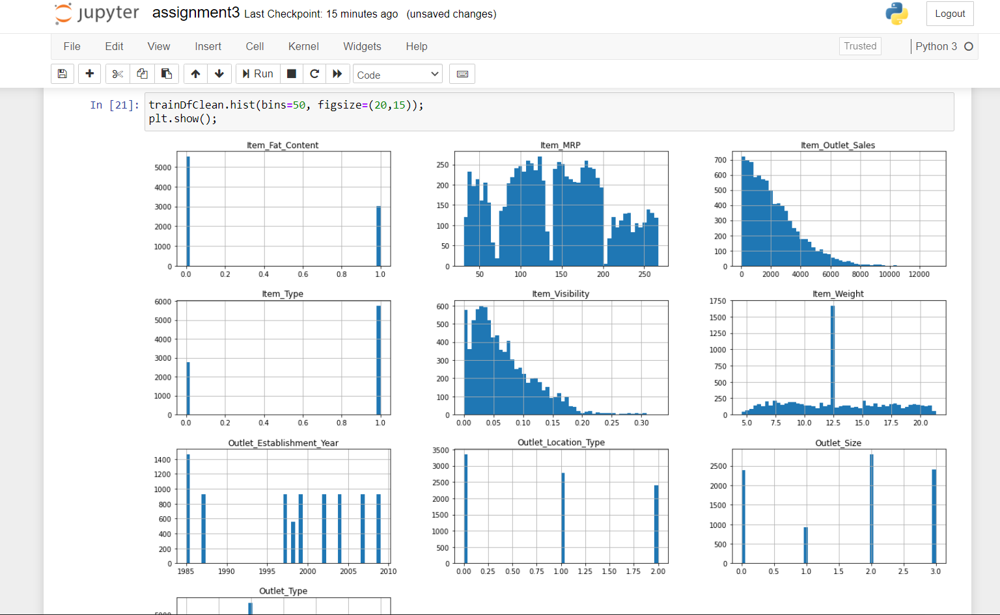 jupyter assignment3 Last Checkpoint: 15 minutes ago (unsaved changes) Logout
File Edit View Insert Cell Kernel Widgets Help Trusted Python 3
Run Code
In [21]: trainDfClean.hist(bins=50, figsize=(20,15));
plt.show();
Item_Fat_Content
5000
4000
3000
2000
1000
0
0.0 0.2 0.4 0.6 0.8 1.0
Item_MRP
250
200
150
100
50
0
50 100 150 200 250
Item_Outlet_Sales
700
600
500
400
300
200
100
0
0 2000 4000 6000 8000 10000 12000
Item_Type
6000
5000
4000
3000
2000
1000
0
0.0 0.2 0.4 0.6 0.8 1.0
Item_Visibility
600
500
400
300
200
100
0
0.00 0.05 0.10 0.15 0.20 0.25 0.30
Item_Weight
1750
1500
1250
1000
750
500
250
0
5.0 7.5 10.0 12.5 15.0 17.5 20.0
Outlet_Establishment_Year
1400
1200
1000
800
600
400
200
0
1985 1990 1995 2000 2005 2010
Outlet_Location_Type
3500
3000
2500
2000
1500
1000
500
0
0.00 0.25 0.50 0.75 1.00 1.25 1.50 1.75 2.00
Outlet_Size
2500
2000
1500
1000
500
0
0.0 0.5 1.0 1.5 2.0 2.5 3.0
Outlet_Type